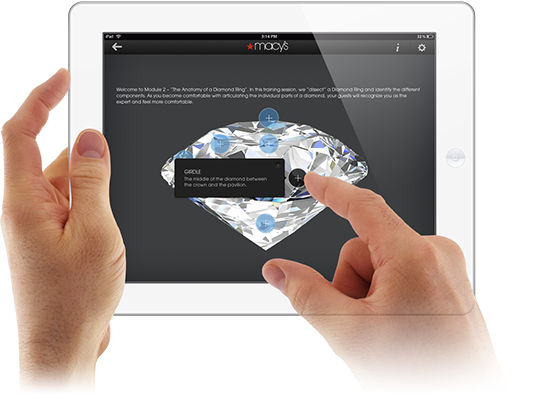 iPad
3:14 PM
52%
★macy's
i
Welcome to Module 2 – "The Anatomy of a Diamond Ring". In this training session, we "disect" a Diamond Ring and identify the different
components. As you become comfortable with articulating the individual parts of a diamond, your guests will recognize you as the
expert and feel more comfortable.
GIRDLE
The middle of the diamond between
the crown and the pavilion.